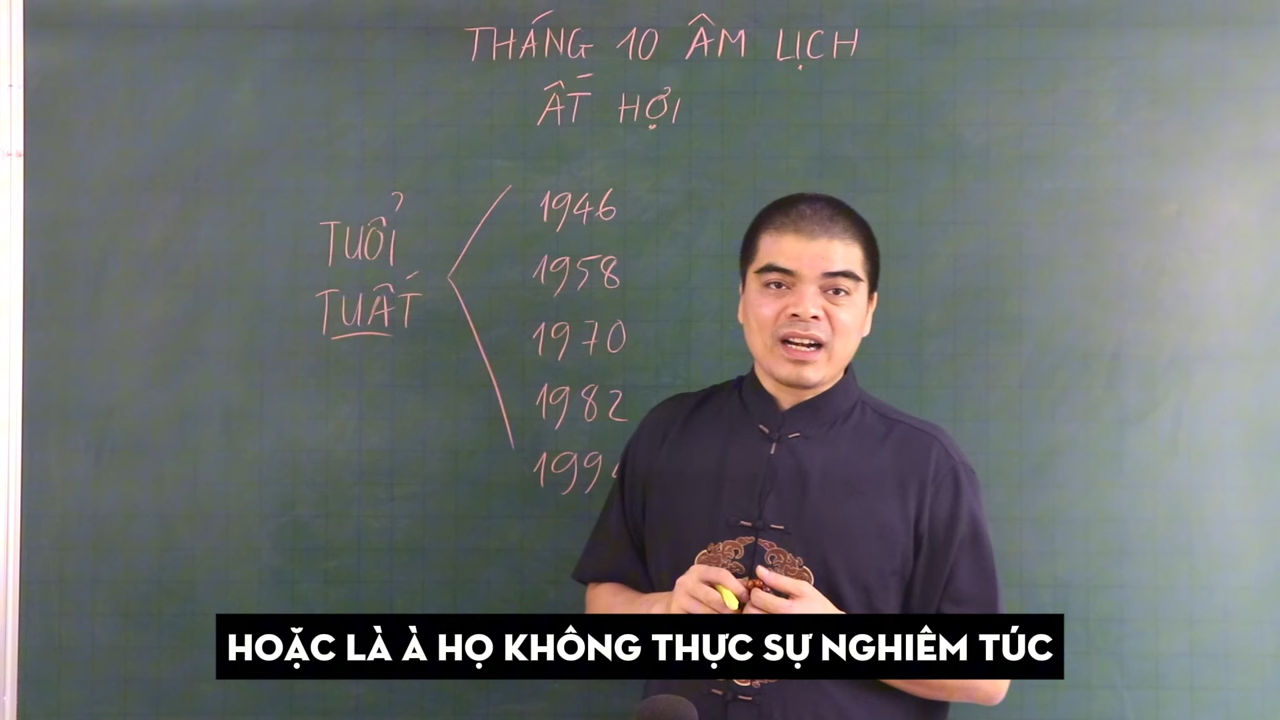 THÁNG 10 ÂM LỊCH
ẤT HỢI
TUỔI
TUẤT
1946
1958
1970
1982
1994
HOẶC LÀ À HỌ KHÔNG THỰC SỰ NGHIÊM TÚC